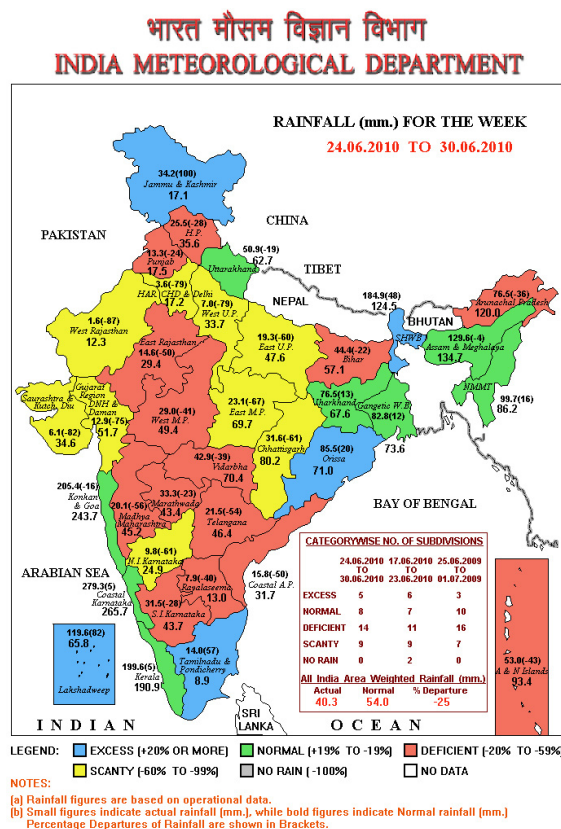 भारत मौसम विज्ञान विभाग
INDIA METEOROLOGICAL DEPARTMENT
RAINFALL (mm.) FOR THE WEEK
24.06.2010 TO 30.06.2010
34.2(100)
Jammu & Kashmir
17.1
CHINA
25.5(-28)
H.P.
35.6
PAKISTAN
13.3(-24)
Punjab
17.5
50.9(-19)
Uttarakhand
62.7
TIBET
3.6(-79)
HAR. CHD & Delhi
17.2
7.0(-79)
West U.P.
33.7
NEPAL
184.9(48)
124.5
SHWB
BHUTAN
76.5(-36)
Arunachal Pradesh
120.0
1.6(-87)
West Rajasthan
12.3
East Rajasthan
14.6(-50)
29.4
19.3(-60)
East U.P.
47.6
44.4(-22)
Bihar
57.1
129.6(-4)
Assam & Meghalaya
134.7
NMMT
99.7(16)
86.2
Saurashtra &
Kutch, Diu
6.1(-82)
34.6
Gujarat
Region
DNH &
Daman
12.9(-75)
51.7
29.0(-41)
West M.P.
49.4
23.1(-67)
East M.P.
69.7
76.5(13)
Jharkhand
67.6
Gangetic W.B.
82.8(12)
73.6
31.6(-61)
Chhattisgarh
80.2
85.5(20)
Orissa
71.0
42.9(-39)
Vidarbha
70.4
205.4(-16)
Konkan
& Goa
243.7
20.1(-56)
Madhya
Maharashtra
45.2
33.3(-23)
Marathwada
43.4
21.5(-54)
Telangana
46.4
BAY OF BENGAL
9.8(-61)
N.I.Karnataka
24.9
ARABIAN SEA
279.3(5)
Coastal
Karnataka
265.7
7.9(-40)
Rayalaseema
13.0
15.8(-50)
Coastal A.P.
31.7
31.5(-28)
S.I.Karnataka
43.7
119.6(82)
65.8
Lakshadweep
199.6(5)
Kerala
190.9
14.0(57)
Tamilnadu &
Pondicherry
8.9
CATEGORYWISE NO. OF SUBDIVISIONS
24.06.2010 17.06.2010 25.06.2009
TO TO TO
30.06.2010 23.06.2010 01.07.2009
EXCESS 5 6 3
NORMAL 8 7 10
DEFICIENT 14 11 16
SCANTY 9 9 7
NO RAIN 0 2 0
All India Area Weighted Rainfall (mm.)
Actual Normal % Departure
40.3 54.0 -25
53.0(-43)
A & N Islands
93.4
SRI
LANKA
INDIAN OCEAN
LEGEND: EXCESS (+20% OR MORE) NORMAL (+19% TO -19%) DEFICIENT (-20% TO -59%)
SCANTY (-60% TO -99%) NO RAIN (-100%) NO DATA
NOTES:
(a) Rainfall figures are based on operational data.
(b) Small figures indicate actual rainfall (mm.), while bold figures indicate Normal rainfall (mm.)
Percentage Departures of Rainfall are shown in Brackets.